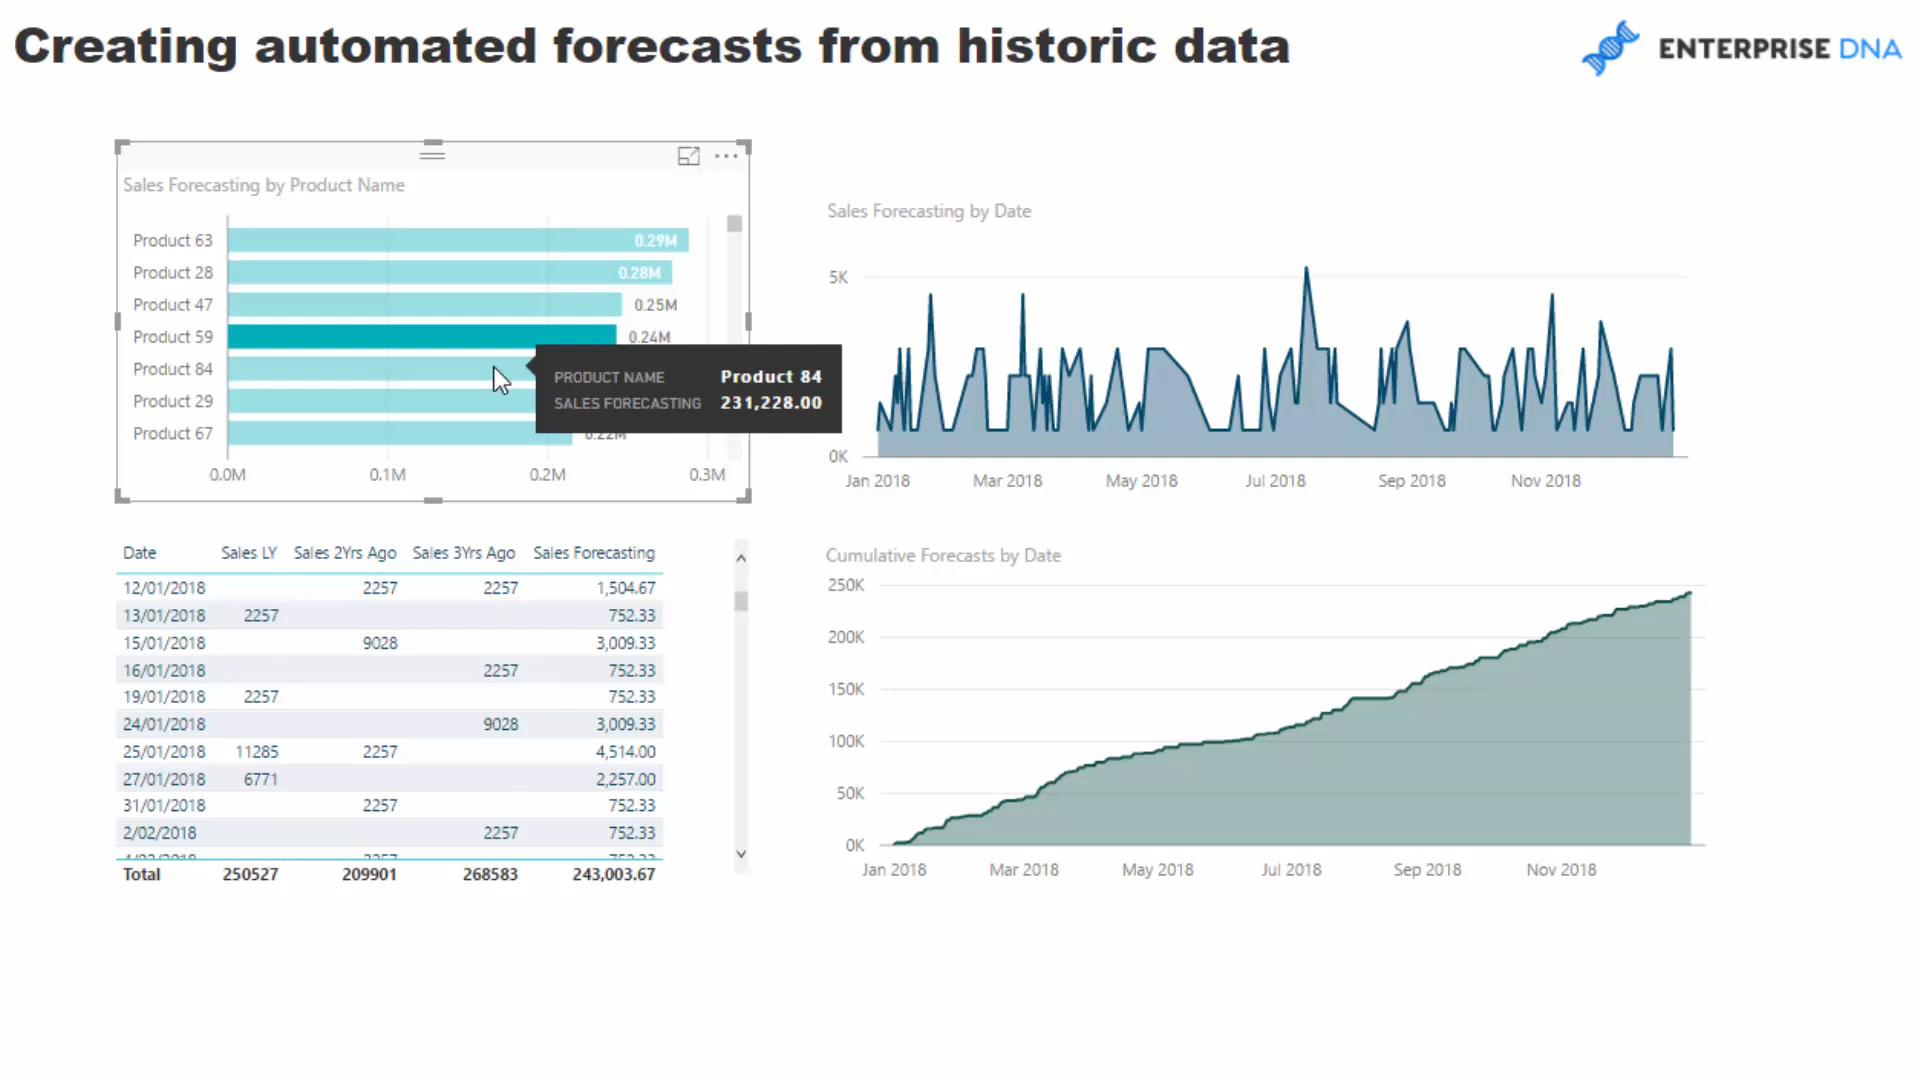 Creating automated forecasts from historic data
ENTERPRISE DNA
Sales Forecasting by Product Name
Product 63 0.29M
Product 28 0.28M
Product 47 0.25M
Product 59 0.24M
Product 84
Product 29
Product 67 0.22M
0.0M 0.1M 0.2M 0.3M
PRODUCT NAME Product 84
SALES FORECASTING 231,228.00
Sales Forecasting by Date
5K
0K
Jan 2018 Mar 2018 May 2018 Jul 2018 Sep 2018 Nov 2018
Date Sales LY Sales 2Yrs Ago Sales 3Yrs Ago Sales Forecasting
12/01/2018 2257 2257 1,504.67
13/01/2018 2257 752.33
15/01/2018 9028 3,009.33
16/01/2018 2257 752.33
19/01/2018 2257 752.33
24/01/2018 9028 3,009.33
25/01/2018 11285 2257 4,514.00
27/01/2018 6771 2,257.00
31/01/2018 2257 752.33
2/02/2018 2257 752.33
Total 250527 209901 268583 243,003.67
Cumulative Forecasts by Date
250K
200K
150K
100K
50K
0K
Jan 2018 Mar 2018 May 2018 Jul 2018 Sep 2018 Nov 2018